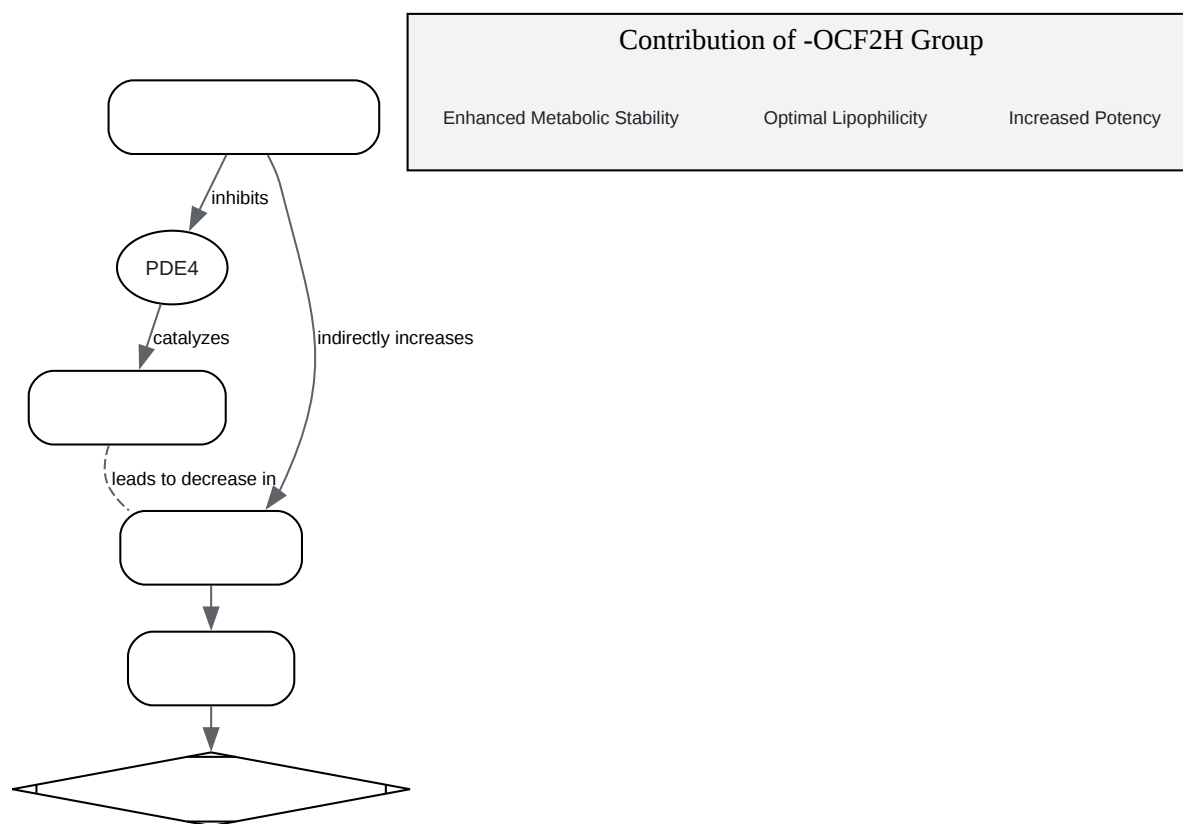 Contribution of -OCF2H Group
Enhanced Metabolic Stability
Optimal Lipophilicity
Increased Potency
inhibits
PDE4
catalyzes
indirectly increases
leads to decrease in